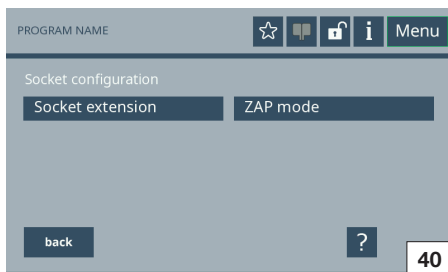 PROGRAM NAME
i
Menu
Socket configuration
Socket extension
ZAP mode
back
?
40